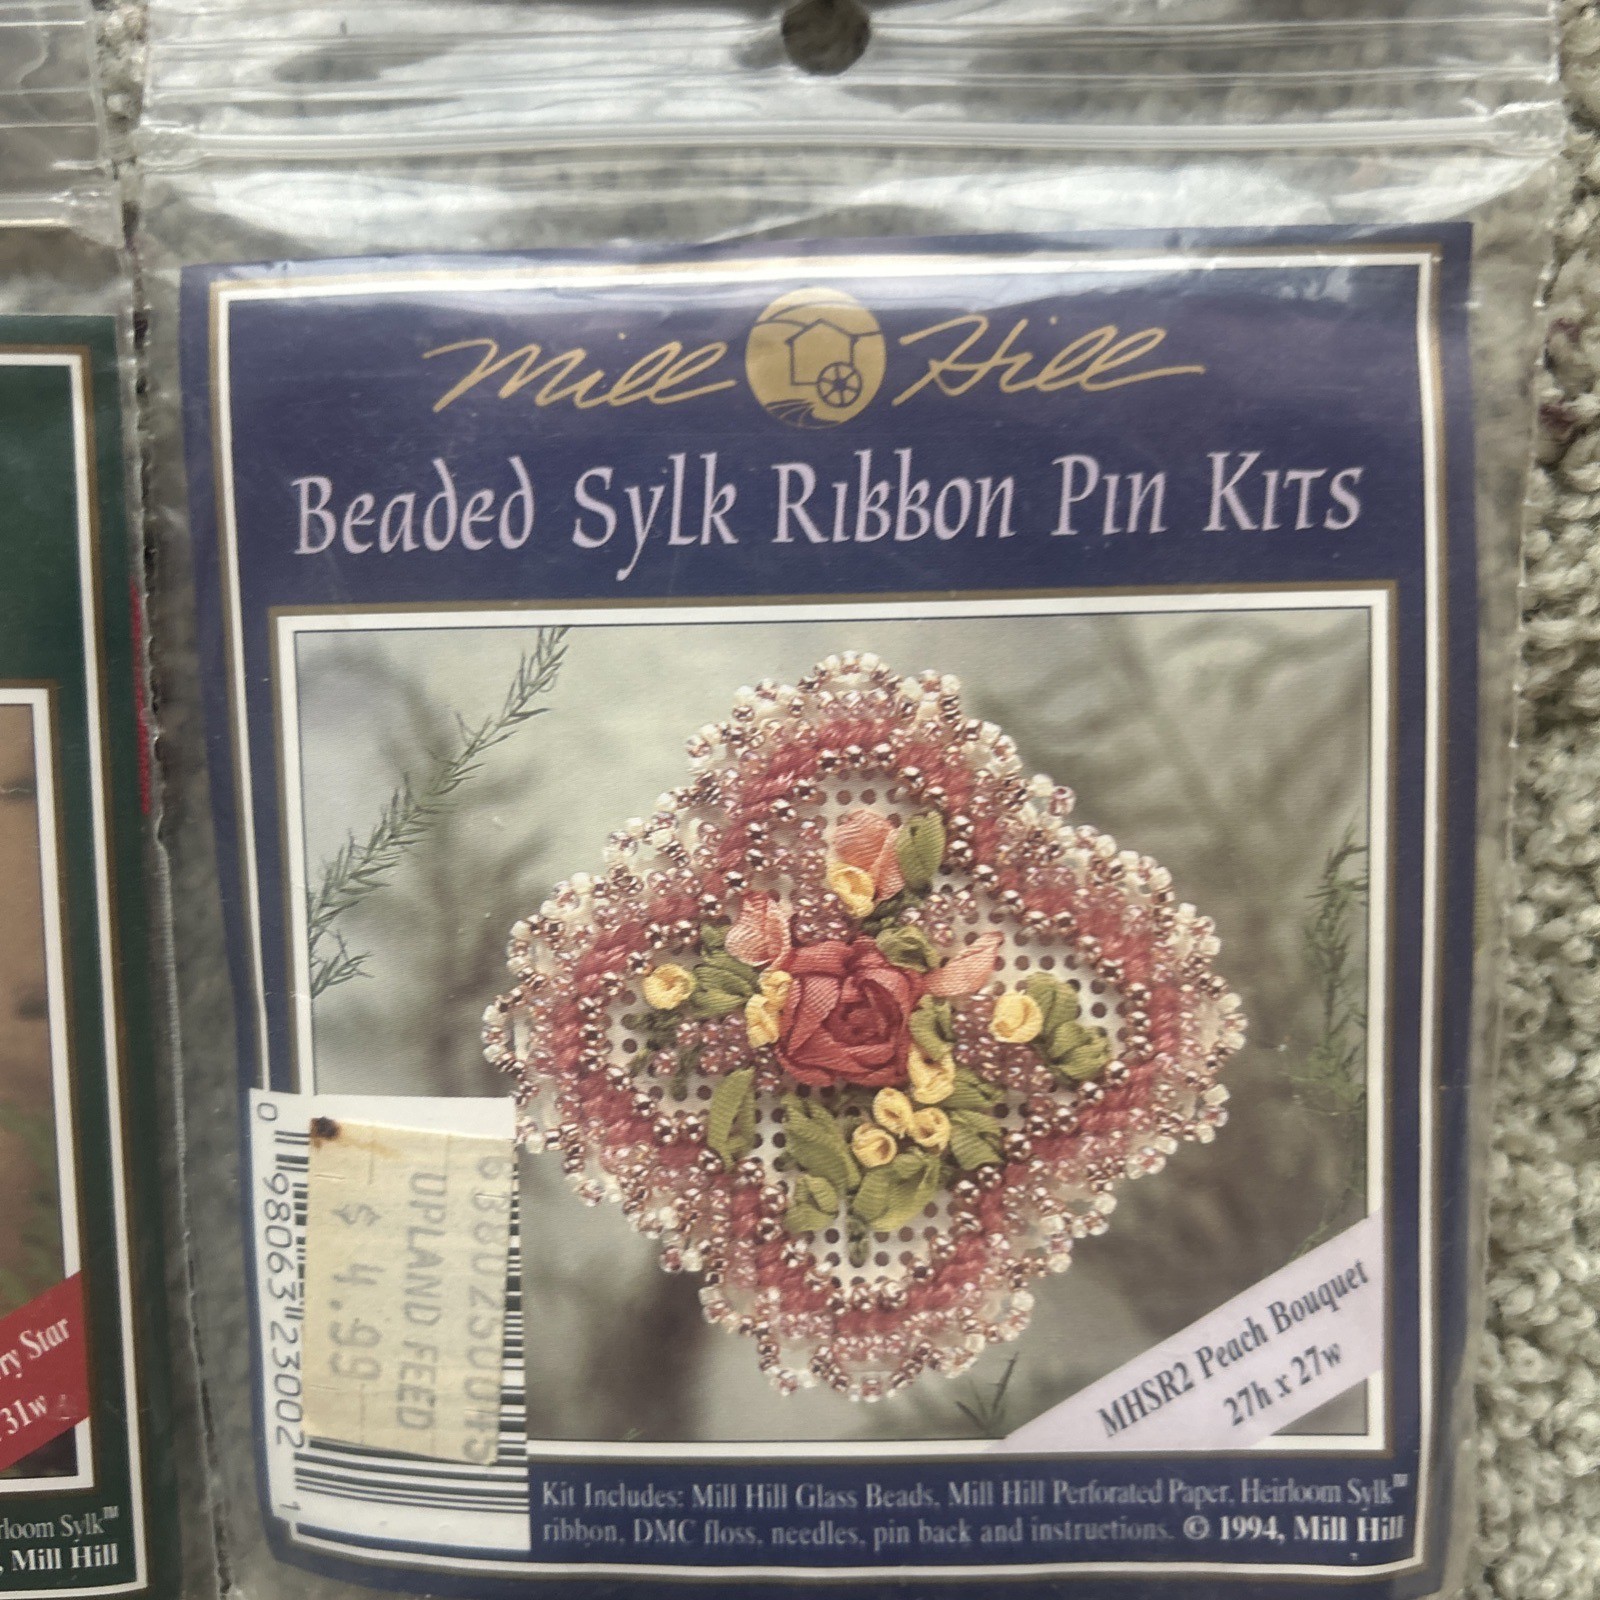 Mill Hill
Beaded Sylk Ribbon Pin Kits
MHSR2 Peach Bouquet
27h x 27w
Kit Includes: Mill Hill Glass Beads, Mill Hill Perforated Paper, Heirloom Sylk™
ribbon, DMC floss, needles, pin back and instructions. © 1994, Mill Hill
UPLAND FEED
$ 4.99
0 98063 23002 1
ry Star
31w
rloom Sylk™
, Mill Hill